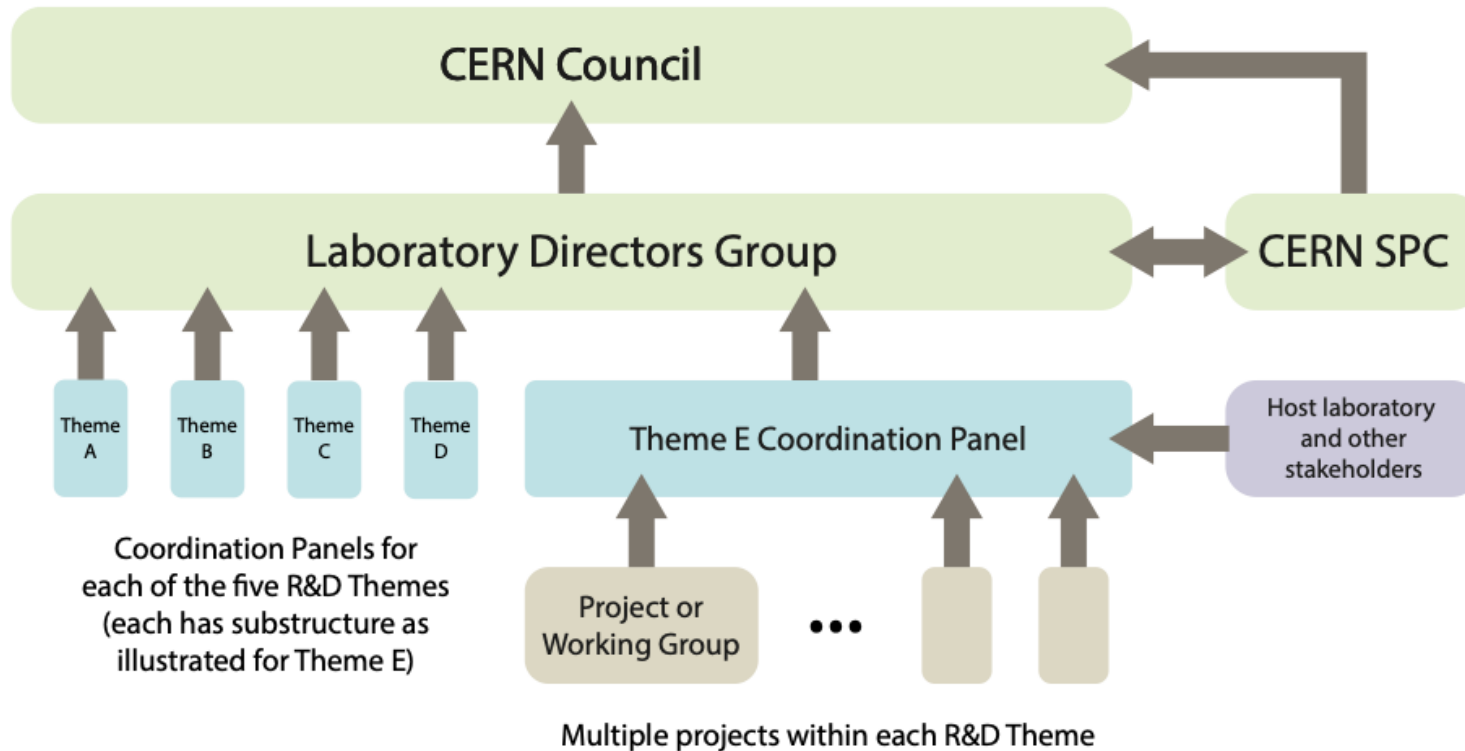 CERN Council
Laboratory Directors Group
CERN SPC
Theme
A
Theme
B
Theme
C
Theme
D
Theme E Coordination Panel
Host laboratory
and other
stakeholders
Coordination Panels for
each of the five R&D Themes
(each has substructure as
illustrated for Theme E)
Project or
Working Group
•••
Multiple projects within each R&D Theme